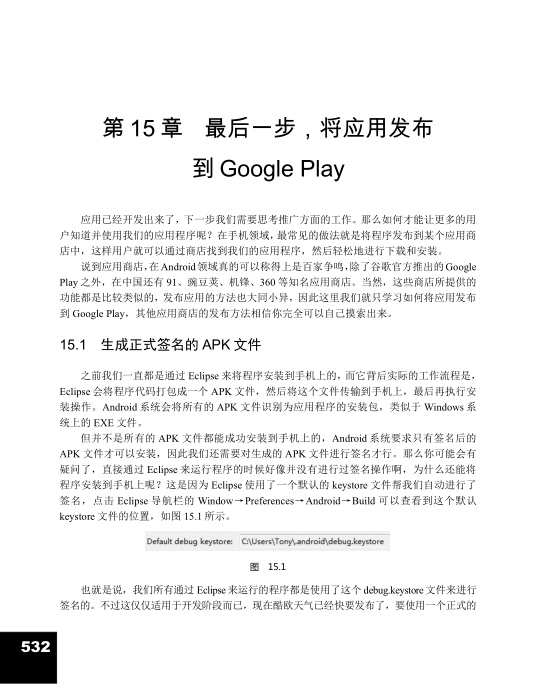 第 15 章　最后一步，将应用发布
到 Google Play
应用已经开发出来了，下一步我们需要思考推广方面的工作。那么如何才能让更多的用
户知道并使用我们的应用程序呢？在手机领域，最常见的做法就是将程序发布到某个应用商
店中，这样用户就可以通过商店找到我们的应用程序，然后轻松地进行下载和安装。
说到应用商店，在 Android 领域真的可以称得上是百家争鸣，除了谷歌官方推出的 Google
Play 之外，在中国还有 91、豌豆荚、机锋、360 等知名应用商店。当然，这些商店所提供的
功能都是比较类似的，发布应用的方法也大同小异，因此这里我们就只学习如何将应用发布
到 Google Play，其他应用商店的发布方法相信你完全可以自己摸索出来。
15.1　生成正式签名的 APK 文件
之前我们一直都是通过 Eclipse 来将程序安装到手机上的，而它背后实际的工作流程是，
Eclipse 会将程序代码打包成一个 APK 文件，然后将这个文件传输到手机上，最后再执行安
装操作。Android 系统会将所有的 APK 文件识别为应用程序的安装包，类似于 Windows 系
统上的 EXE 文件。
但并不是所有的 APK 文件都能成功安装到手机上的，Android 系统要求只有签名后的
APK 文件才可以安装，因此我们还需要对生成的 APK 文件进行签名才行。那么你可能会有
疑问了，直接通过 Eclipse 来运行程序的时候好像并没有进行过签名操作啊，为什么还能将
程序安装到手机上呢？这是因为 Eclipse 使用了一个默认的 keystore 文件帮我们自动进行了
签名，点击 Eclipse 导航栏的 Window→Preferences→Android→Build 可以查看到这个默认
keystore 文件的位置，如图 15.1 所示。
Default debug keystore: C:\Users\Tony\.android\debug.keystore
图　15.1
也就是说，我们所有通过 Eclipse 来运行的程序都是使用了这个 debug.keystore 文件来进行
签名的。不过这仅仅适用于开发阶段而已，现在酷欧天气已经快要发布了，要使用一个正式的
532